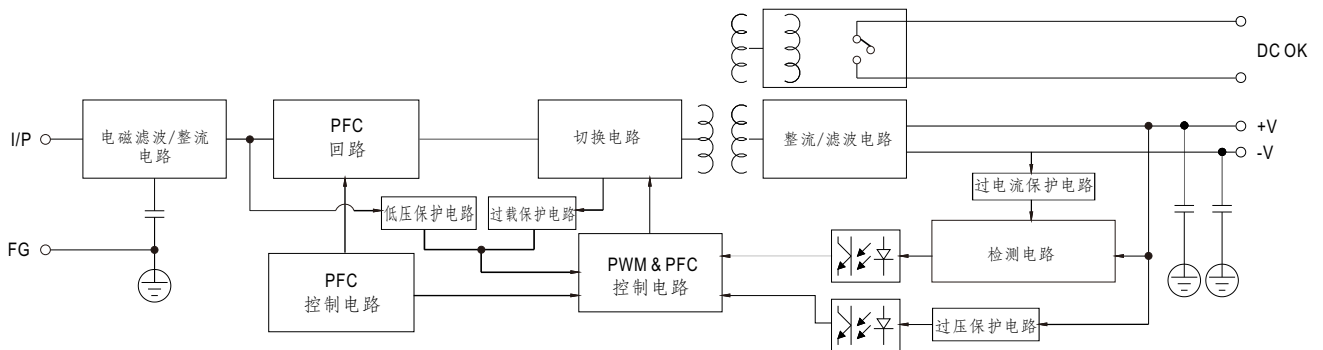 DC OK
I/P
电磁滤波/整流
电路
PFC
回路
切换电路
整流/滤波电路
+V
-V
过电流保护电路
低压保护电路
过载保护电路
FG
PFC
控制电路
PWM & PFC
控制电路
检测电路
过压保护电路